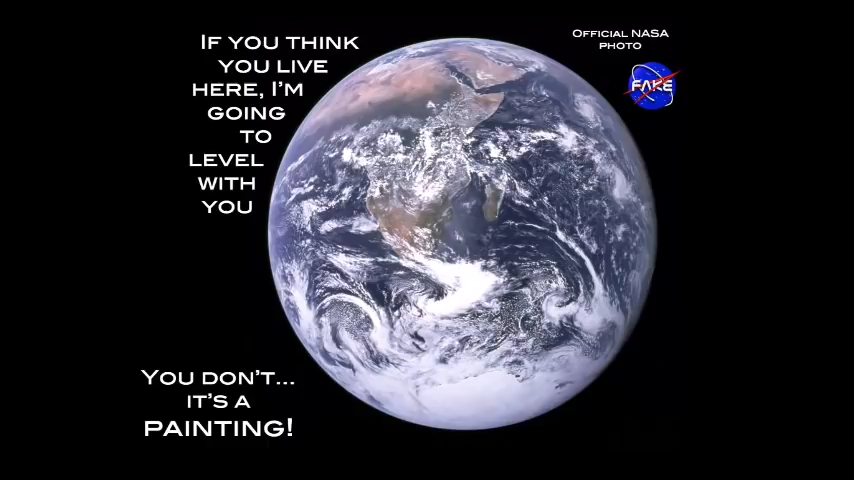 If you think
you live
here, I'm
going
to
level
with
you
Official NASA
photo
FAKE
You don't...
it's a
painting!